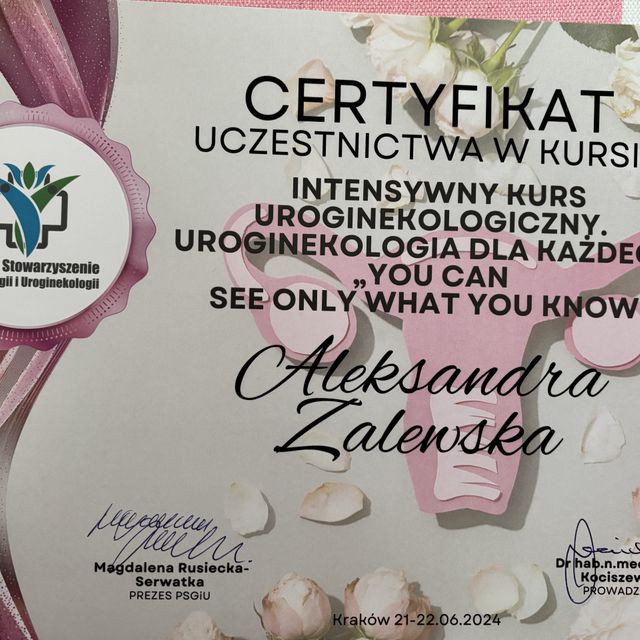 CERTYFIKAT
UCZESTNICTWA W KURSI
INTENSYWNY KURS
UROGINEKOLOGICZNY.
UROGINEKOLOGIA DLA KAŻDEG
„YOU CAN
SEE ONLY WHAT YOU KNOW
Stowarzyszenie
gii i Uroginekologii
Aleksandra
Zalewska
Magdalena Rusiecka-
Serwatka
PREZES PSGiU
Dr hab.n.med
Kociszew
PROWADZ
Kraków 21-22.06.2024